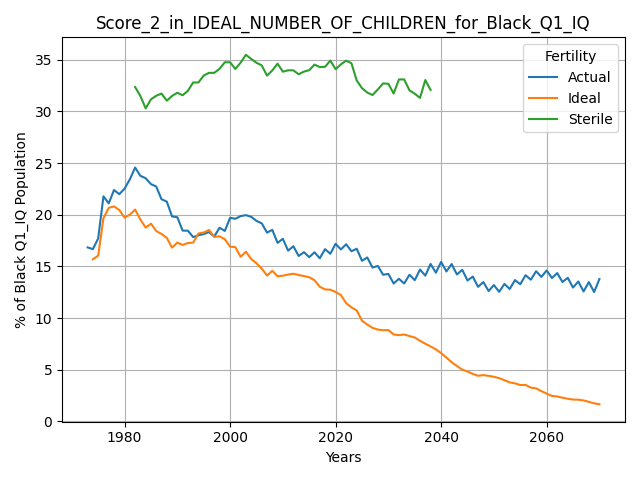 Score_2_in_IDEAL_NUMBER_OF_CHILDREN_for_Black_Q1_IQ
Fertility
Actual
Ideal
Sterile
% of Black Q1_IQ Population
35
30
25
20
15
10
5
0
1980 2000 2020 2040 2060
Years